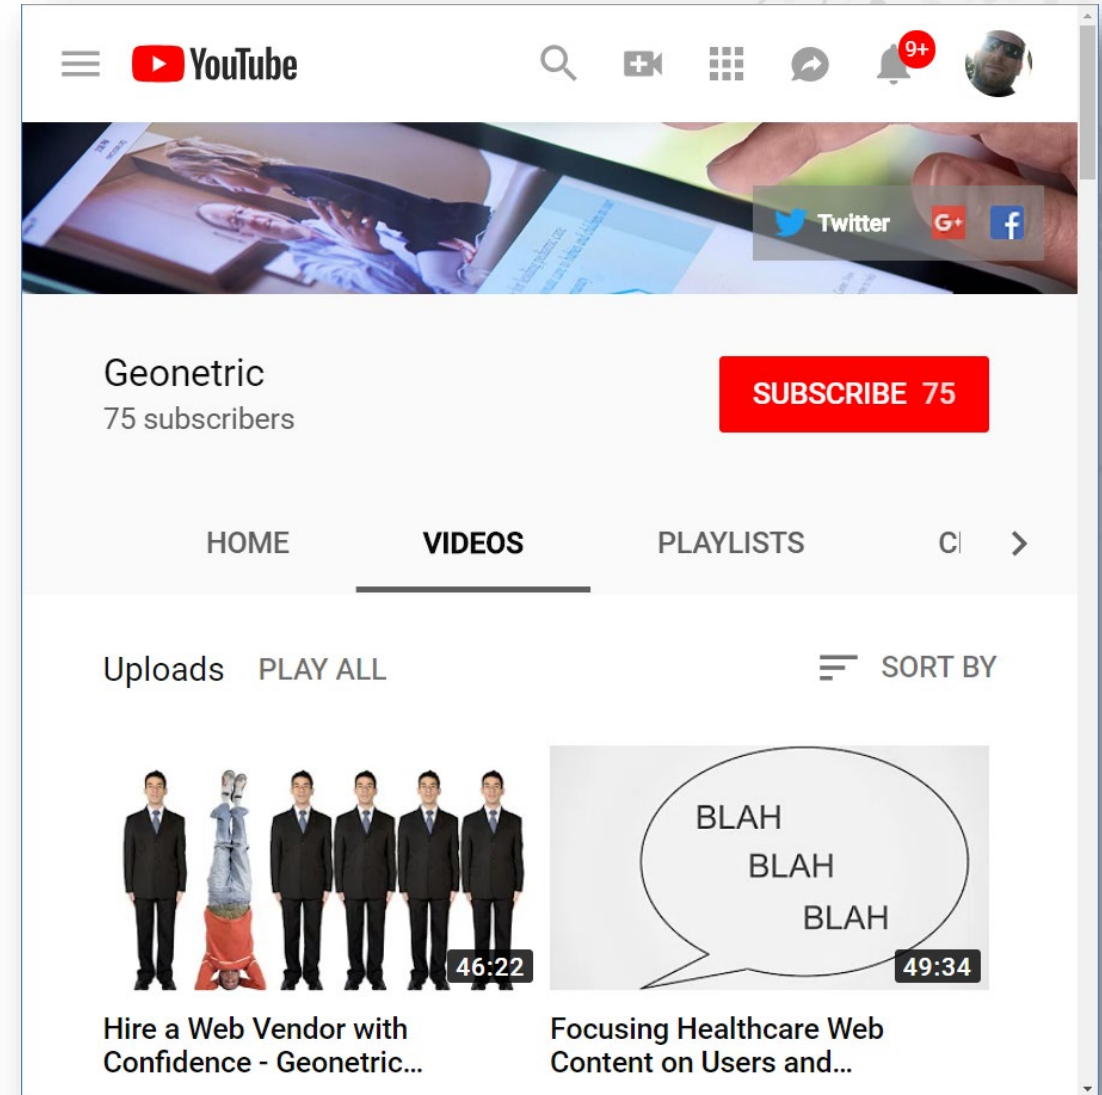 YouTube
9+
Twitter
G+
f
Geonetric
75 subscribers
SUBSCRIBE 75
HOME
VIDEOS
PLAYLISTS
Uploads
PLAY ALL
SORT BY
BLAH
BLAH
BLAH
46:22
49:34
Hire a Web Vendor with
Confidence - Geonetric...
Focusing Healthcare Web
Content on Users and...